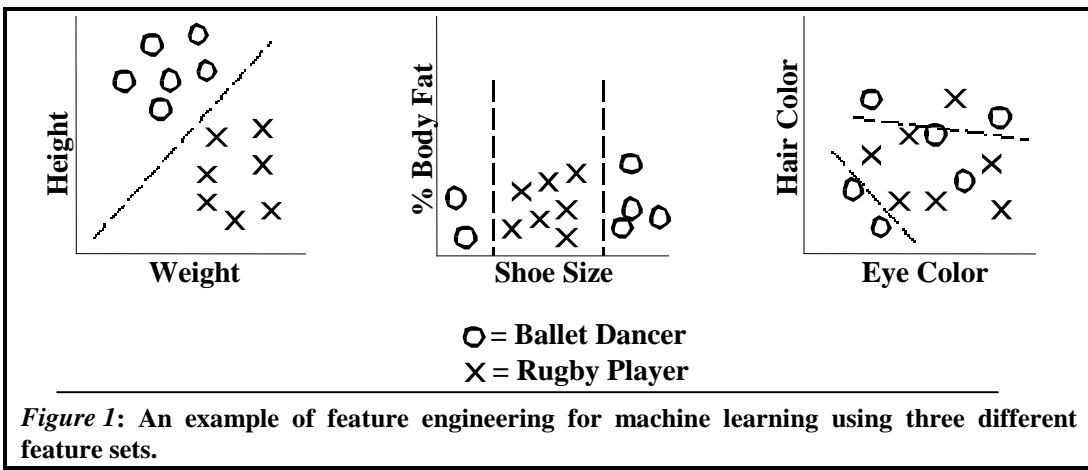 Height
Weight
% Body Fat
Shoe Size
Hair Color
Eye Color
= Ballet Dancer
= Rugby Player
Figure 1: An example of feature engineering for machine learning using three different
feature sets.